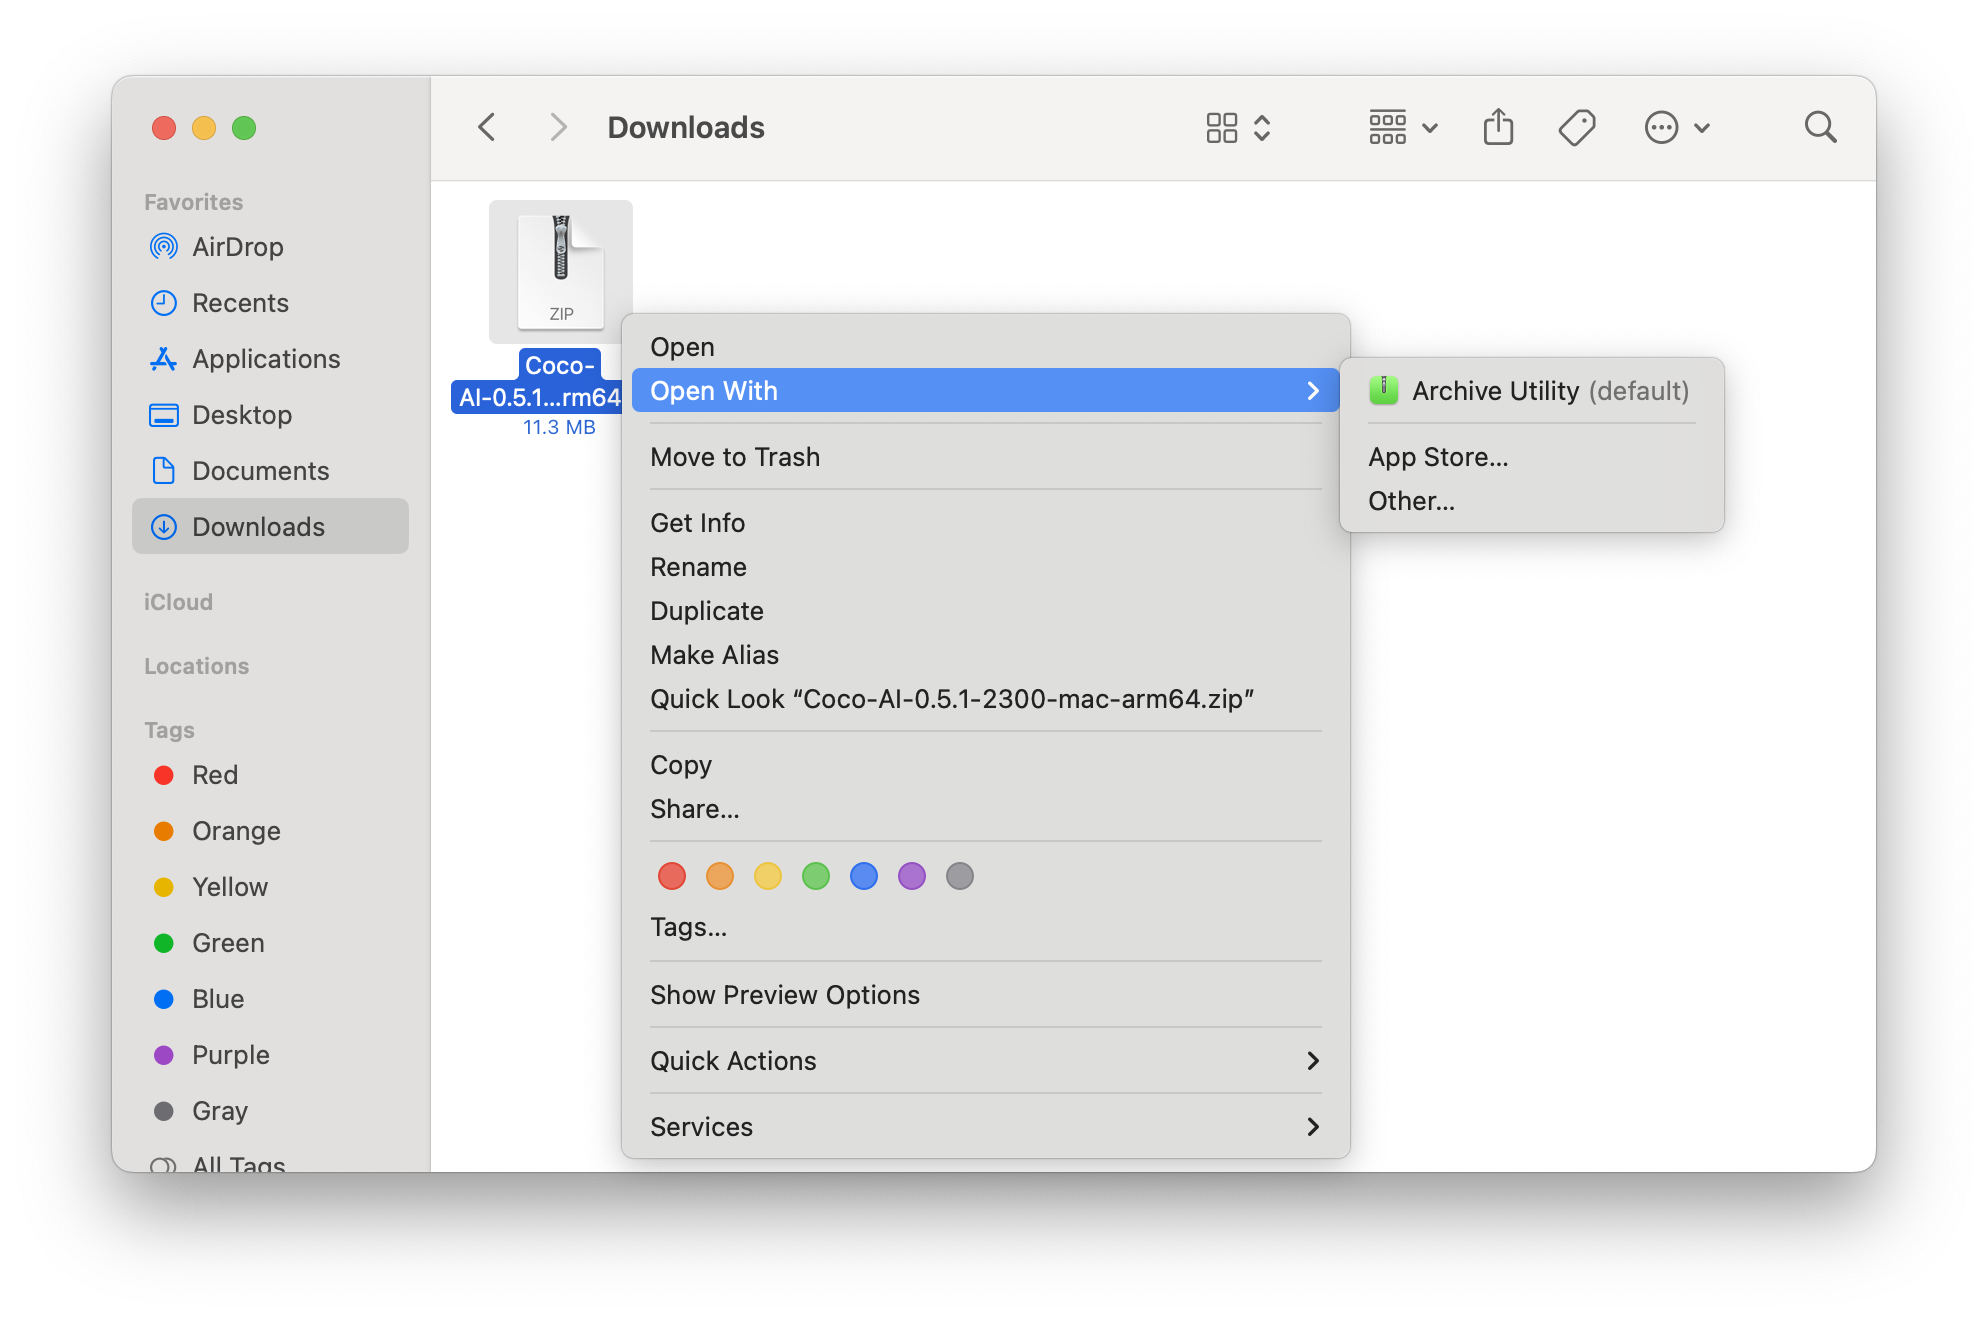 Downloads
Favorites
AirDrop
Recents
Applications
Desktop
Documents
Downloads
iCloud
Locations
Tags
Red
Orange
Yellow
Green
Blue
Purple
Gray
All Tags
ZIP
Coco-
AI-0.5.1...rm64
11.3 MB
Open
Open With
Move to Trash
Get Info
Rename
Duplicate
Make Alias
Quick Look “Coco-AI-0.5.1-2300-mac-arm64.zip”
Copy
Share...
Tags...
Show Preview Options
Quick Actions
Services
Archive Utility (default)
App Store...
Other...